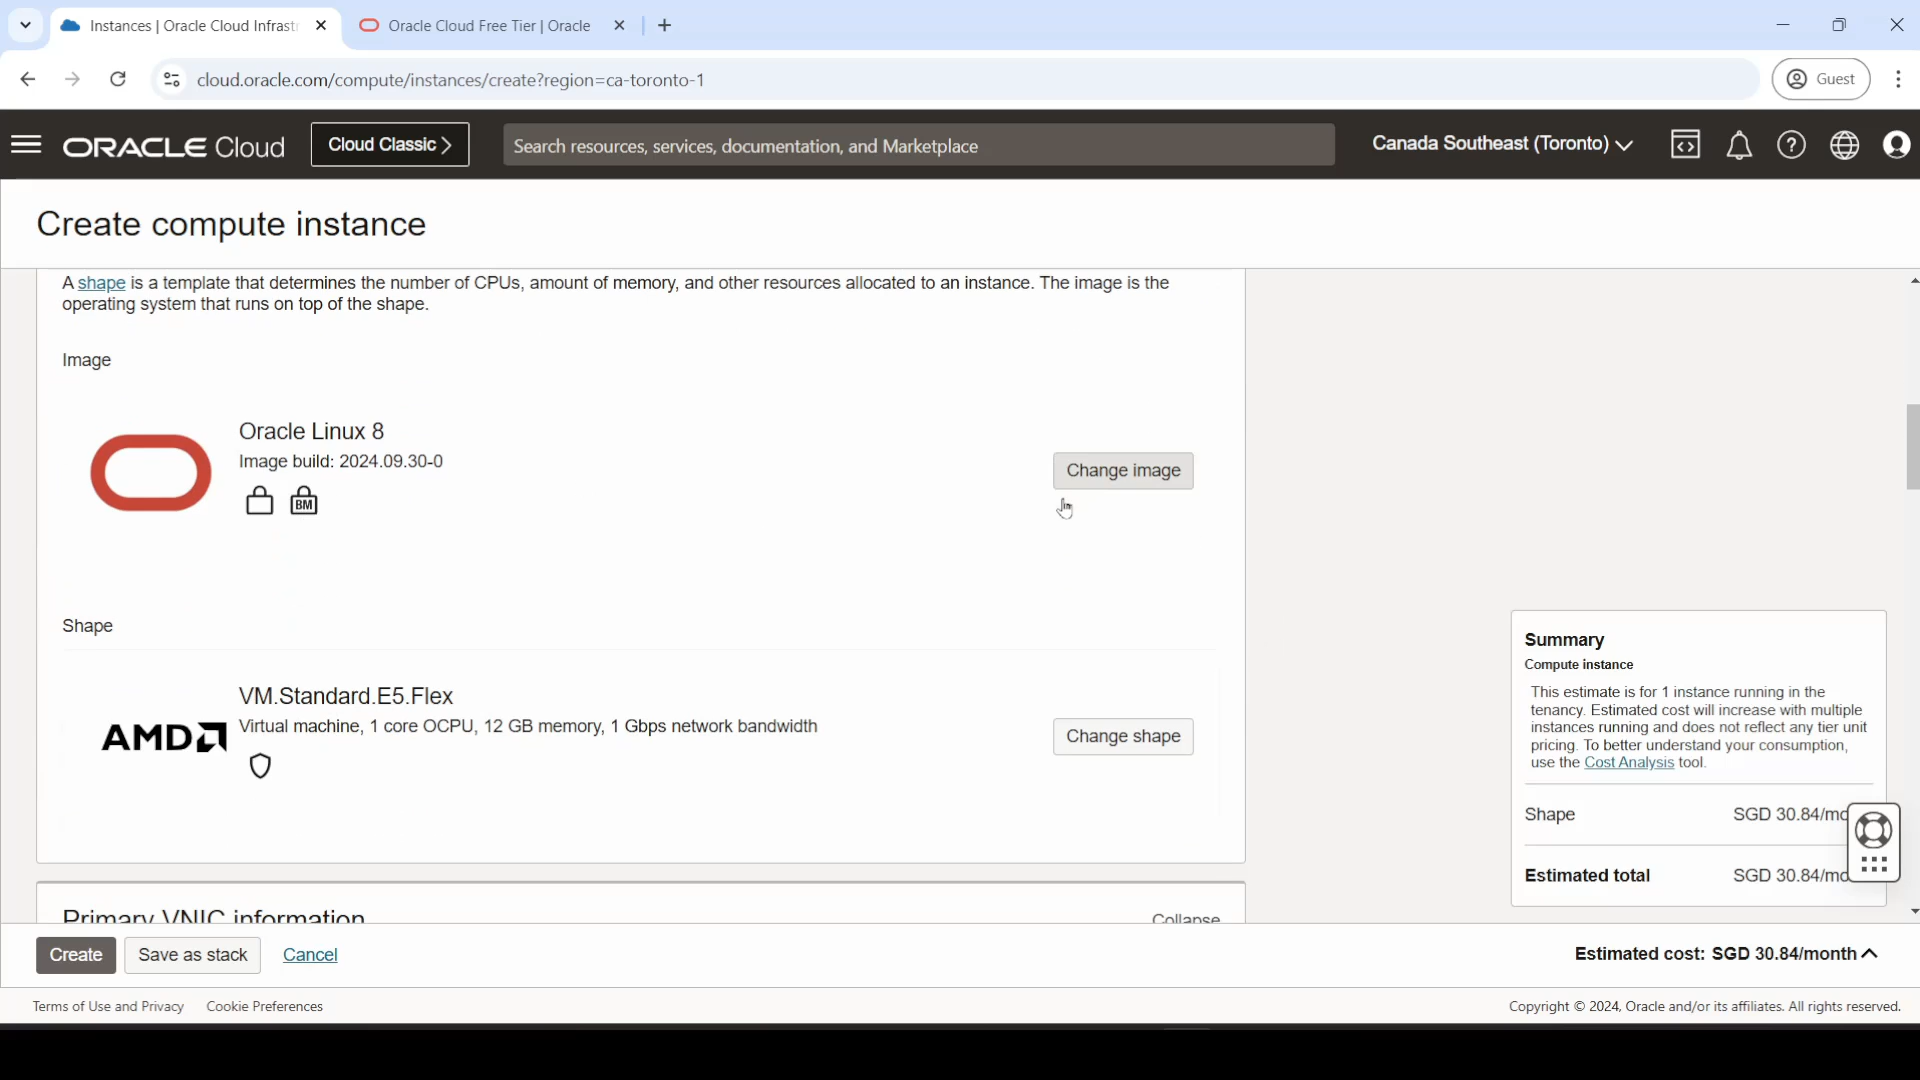 Instances | Oracle Cloud Infrast
Oracle Cloud Free Tier | Oracle
cloud.oracle.com/compute/instances/create?region=ca-toronto-1
Guest
ORACLE Cloud
Cloud Classic
Search resources, services, documentation, and Marketplace
Canada Southeast (Toronto)
Create compute instance
A shape is a template that determines the number of CPUs, amount of memory, and other resources allocated to an instance. The image is the
operating system that runs on top of the shape.
Image
Oracle Linux 8
Image build: 2024.09.30-0
BM
Change image
Shape
VM.Standard.E5.Flex
AMD
Virtual machine, 1 core OCPU, 12 GB memory, 1 Gbps network bandwidth
Change shape
Summary
Compute instance
This estimate is for 1 instance running in the
tenancy. Estimated cost will increase with multiple
instances running and does not reflect any tier unit
pricing. To better understand your consumption,
use the Cost Analysis tool.
Shape SGD 30.84/mo
Estimated total SGD 30.84/mo
Primary VNIC information
Collapse
Create
Save as stack
Cancel
Estimated cost: SGD 30.84/month
Terms of Use and Privacy
Cookie Preferences
Copyright © 2024, Oracle and/or its affiliates. All rights reserved.